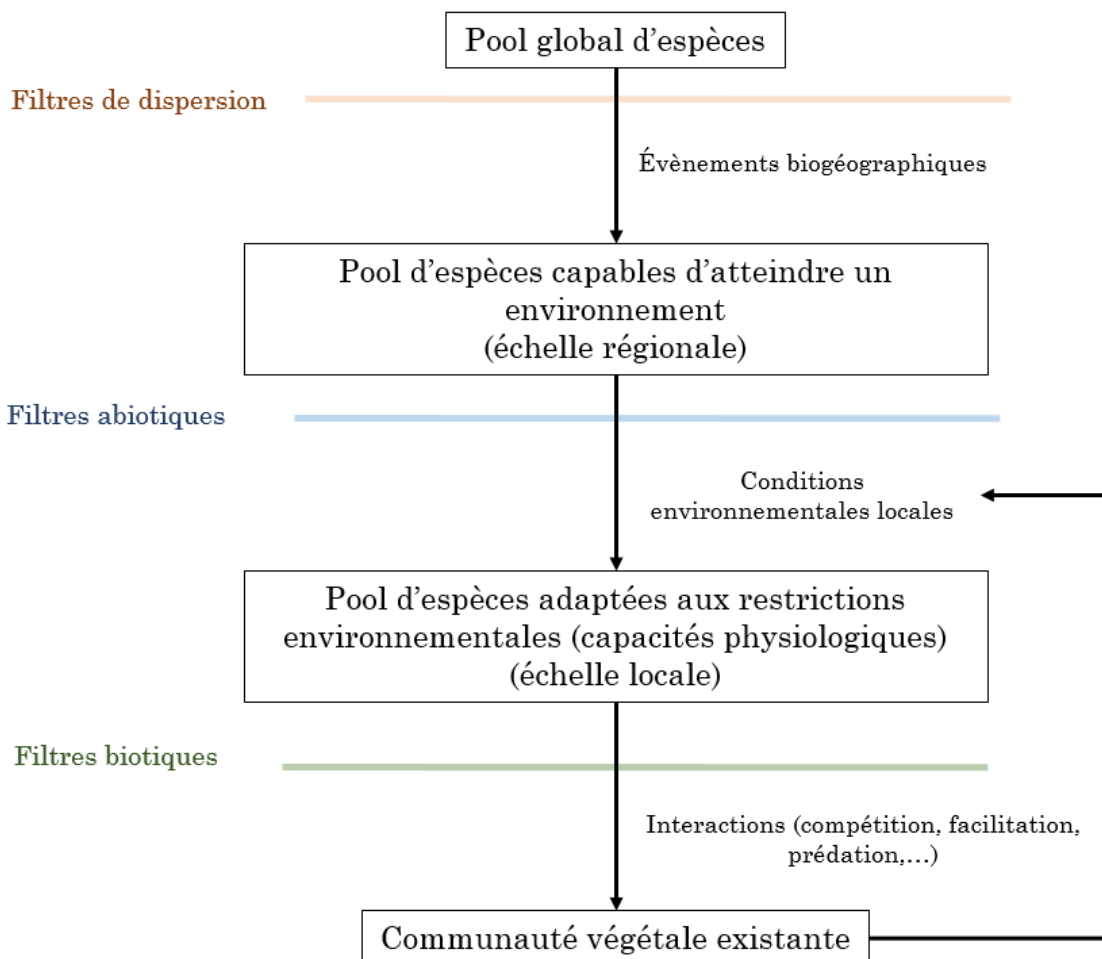 Pool global d’espèces
Filtres de dispersion
Évènements biogéographiques
Pool d’espèces capables d’atteindre un
environnement
(échelle régionale)
Filtres abiotiques
Conditions
environnementales locales
Pool d’espèces adaptées aux restrictions
environnementales (capacités physiologiques)
(échelle locale)
Filtres biotiques
Interactions (compétition, facilitation,
prédation,…)
Communauté végétale existante